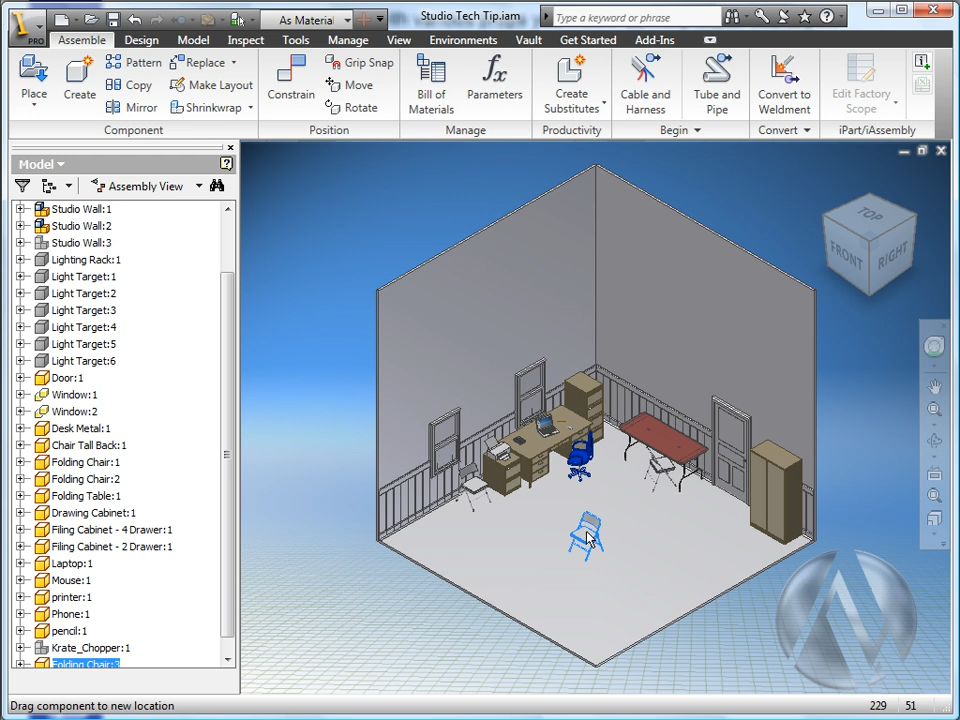 As Material
Studio Tech Tip.iam
Type a keyword or phrase
PRO
Assemble Design Model Inspect Tools Manage View Environments Vault Get Started Add-Ins
Place
Create
Pattern
Copy
Mirror
Replace
Make Layout
Shrinkwrap
Component
Constrain
Grip Snap
Move
Rotate
Position
Bill of
Materials
fx
Parameters
Manage
Create
Substitutes
Productivity
Cable and
Harness
Tube and
Pipe
Begin
Convert to
Weldment
Convert
Edit Factory
Scope
iPart/iAssembly
Model
Assembly View
Studio Wall:1
Studio Wall:2
Studio Wall:3
Lighting Rack:1
Light Target:1
Light Target:2
Light Target:3
Light Target:4
Light Target:5
Light Target:6
Door:1
Window:1
Window:2
Desk Metal:1
Chair Tall Back:1
Folding Chair:1
Folding Chair:2
Folding Table:1
Drawing Cabinet:1
Filing Cabinet - 4 Drawer:1
Filing Cabinet - 2 Drawer:1
Laptop:1
Mouse:1
printer:1
Phone:1
pencil:1
Krate_Chopper:1
Folding Chair:3
TOP
FRONT
RIGHT
Drag component to new location
229 51